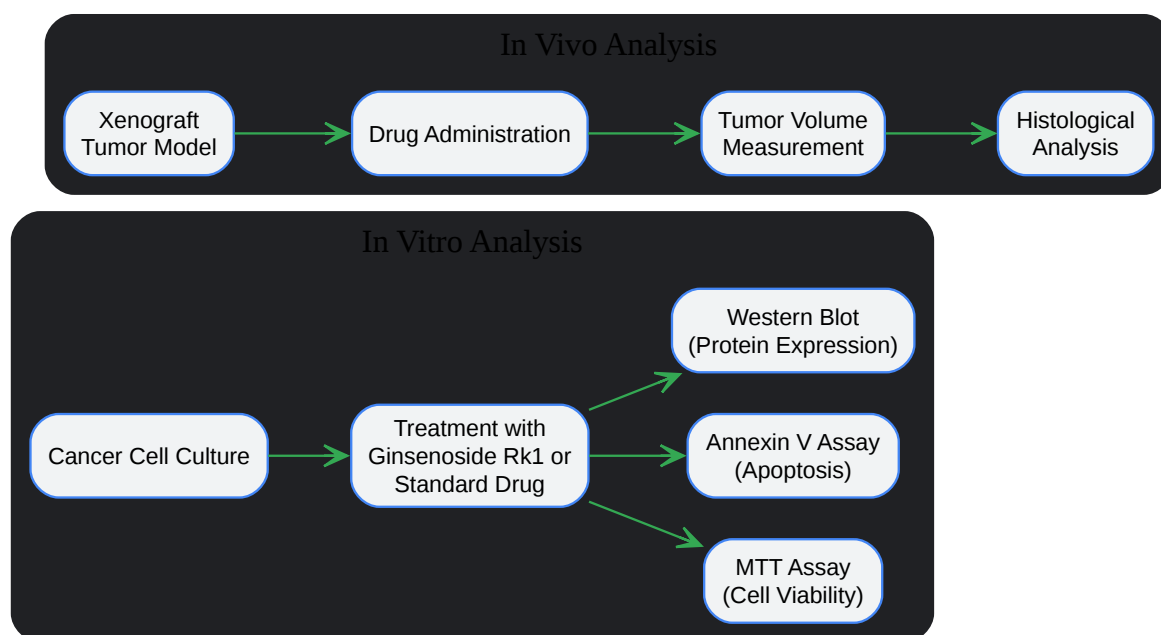 In Vivo Analysis
Xenograft
Tumor Model
Drug Administration
Tumor Volume
Measurement
Histological
Analysis
In Vitro Analysis
Cancer Cell Culture
Treatment with
Ginsenoside Rk1 or
Standard Drug
Western Blot
(Protein Expression)
Annexin V Assay
(Apoptosis)
MTT Assay
(Cell Viability)